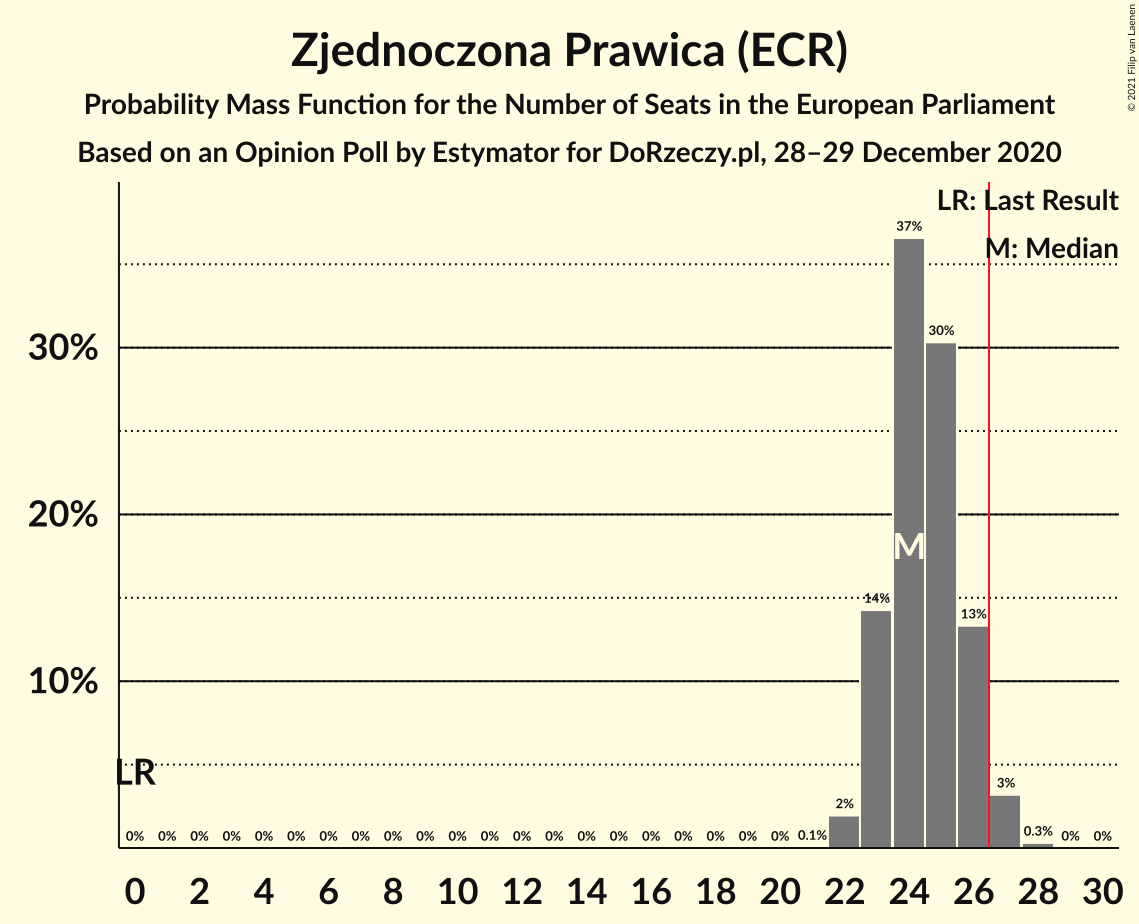 © 2021 Filip van Laenen
Zjednoczona Prawica (ECR)
Probability Mass Function for the Number of Seats in the European Parliament
Based on an Opinion Poll by Estymator for DoRzeczy.pl, 28–29 December 2020
LR: Last Result
M: Median
37%
30%
30%
20%
M
14%
13%
10%
LR
3%
2%
0% 0% 0% 0% 0% 0% 0% 0% 0% 0% 0% 0% 0% 0% 0% 0% 0% 0% 0% 0% 0% 0.1% 0.3% 0% 0%
0 2 4 6 8 10 12 14 16 18 20 22 24 26 28 30